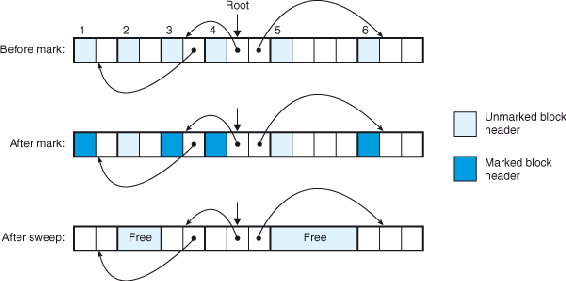 Root
1 2 3 4 5 6
Before mark:
After mark:
Unmarked block
header
Marked block
header
After sweep:
Free
Free